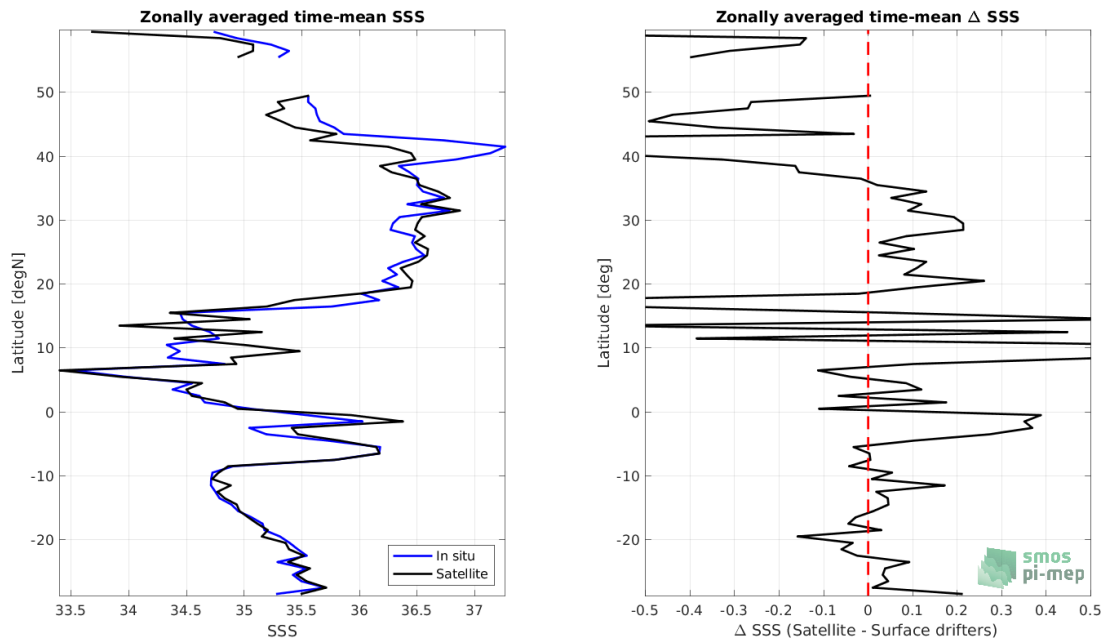 Zonally averaged time-mean SSS
Latitude [degN]
50
40
30
20
10
0
-10
-20
33.5 34 34.5 35 35.5 36 36.5 37
SSS
In situ
Satellite
Zonally averaged time-mean Δ SSS
Latitude [deg]
50
40
30
20
10
0
-10
-20
-0.5 -0.4 -0.3 -0.2 -0.1 0 0.1 0.2 0.3 0.4 0.5
Δ SSS (Satellite - Surface drifters)
smos
pi-mep